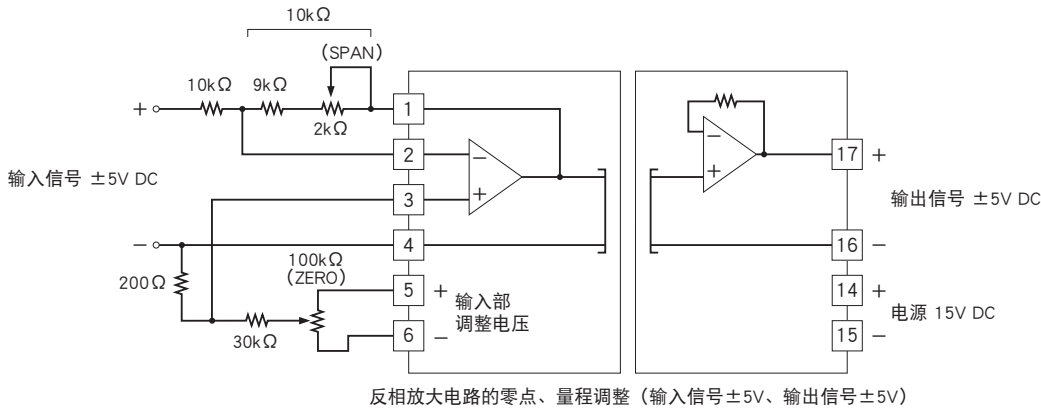 10kΩ
(SPAN)
10kΩ
9kΩ
2kΩ
+
1
2
3
4
5
6
−
+
输入信号 ±5V DC
−
200Ω
100kΩ
(ZERO)
30kΩ
+
−
输入部
调整电压
−
+
17
+
输出信号 ±5V DC
16
−
14
+
电源 15V DC
15
−
反相放大电路的零点、量程调整（输入信号±5V、输出信号±5V）